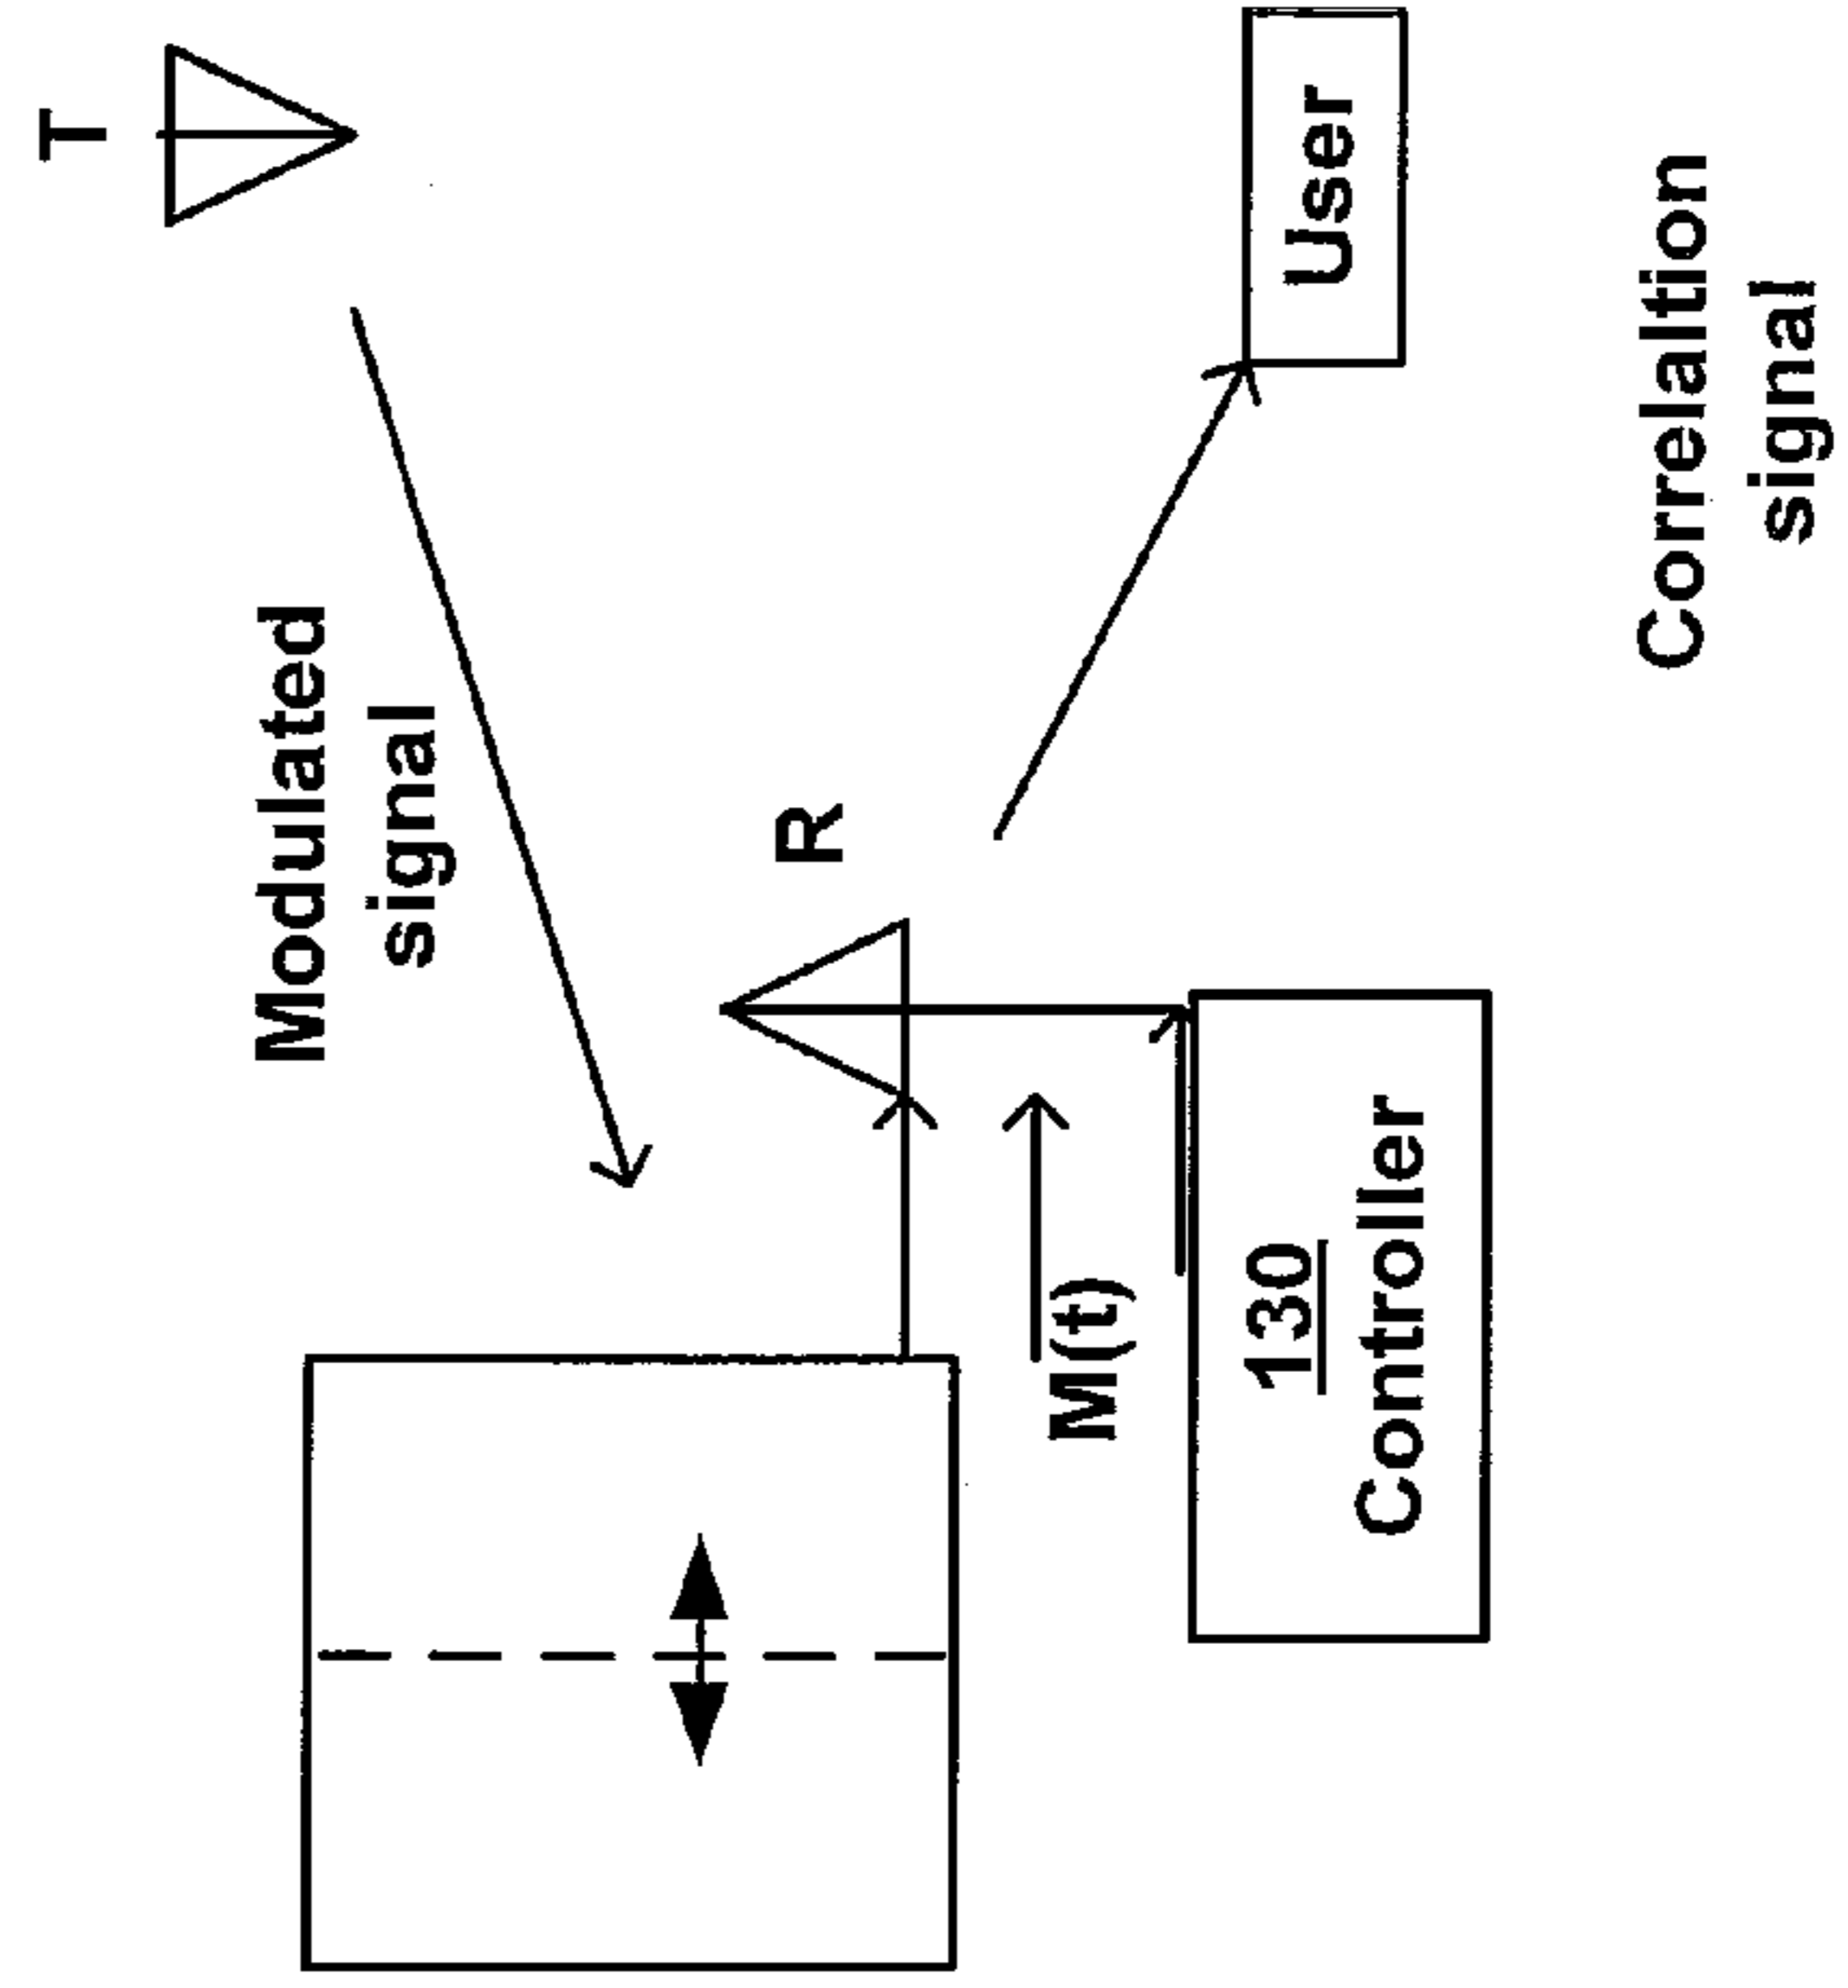 T
Modulated
signal
R
M(t)
130
Controller
User
Correlaltion
signal